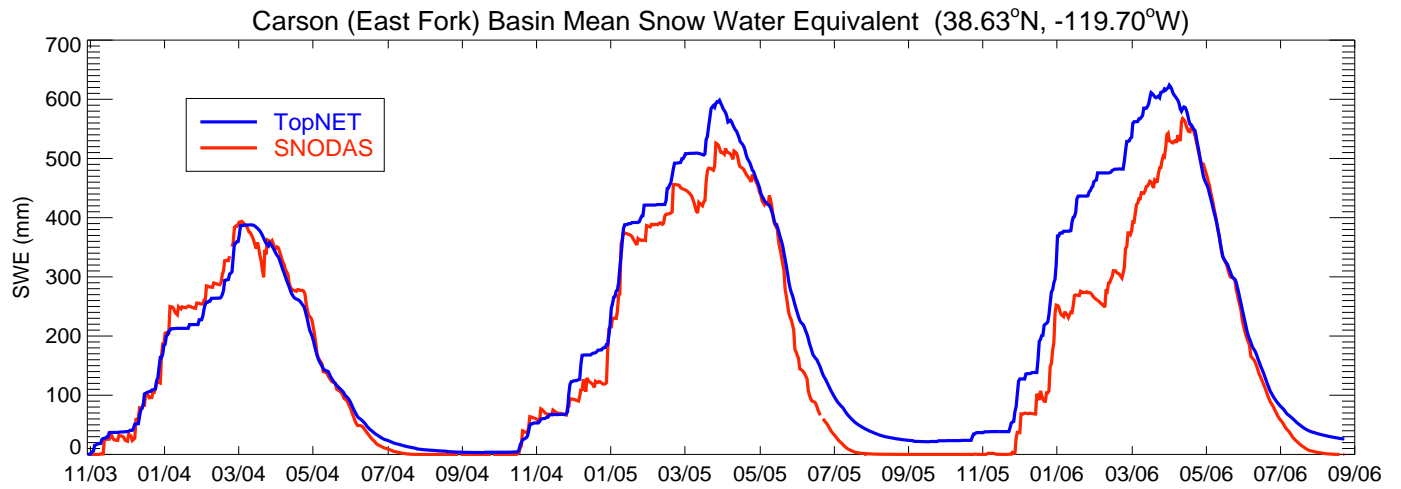 Carson (East Fork) Basin Mean Snow Water Equivalent (38.63°N, -119.70°W)
700
600
500
400
300
200
100
0
SWE (mm)
TopNET
SNODAS
11/03 01/04 03/04 05/04 07/04 09/04 11/04 01/05 03/05 05/05 07/05 09/05 11/05 01/06 03/06 05/06 07/06 09/06